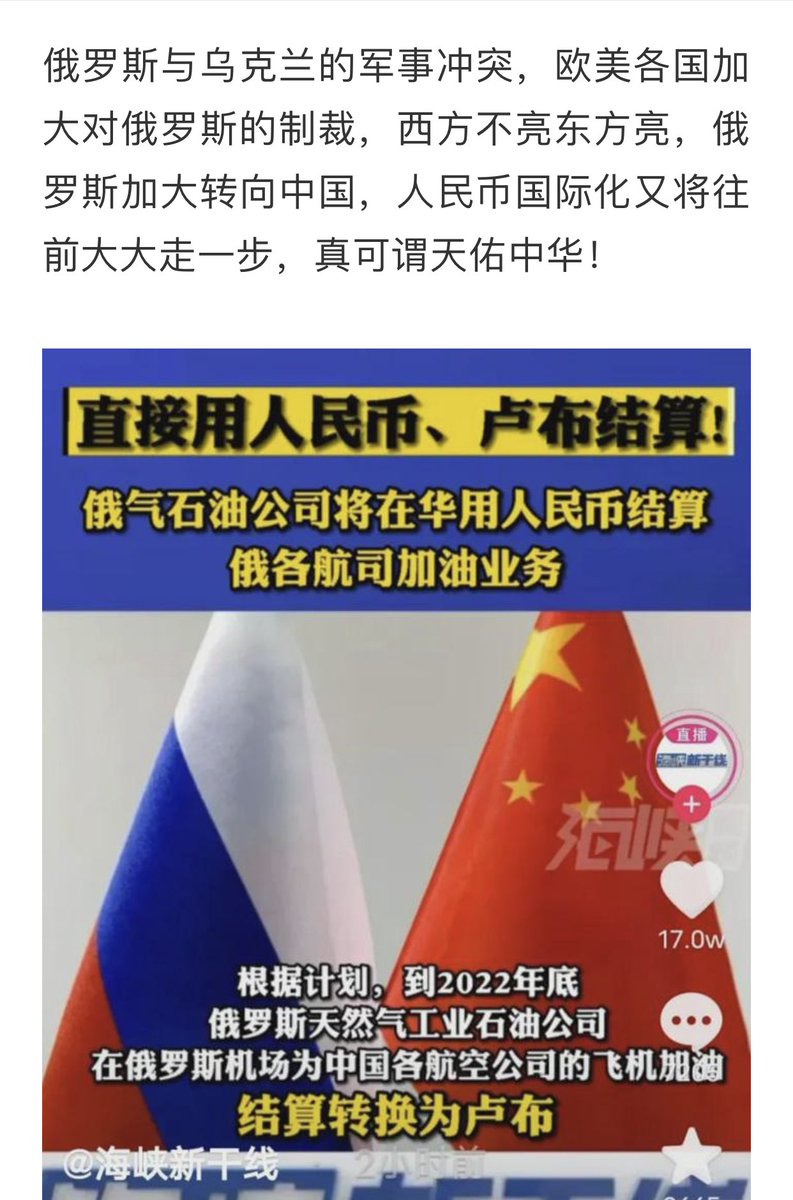 俄罗斯与乌克兰的军事冲突，欧美各国加
大对俄罗斯的制裁，西方不亮东方亮，俄
罗斯加大转向中国，人民币国际化又将往
前大大走一步，真可谓天佑中华！
直接用人民币、卢布结算!
俄气石油公司将在华用人民币结算
俄各航司加油业务
直播
海峡新干线
17.0w
根据计划，到2022年底
俄罗斯天然气工业石油公司
在俄罗斯机场为中国各航空公司的飞机加油
结算转换为卢布
@海峡新干线
2小时前